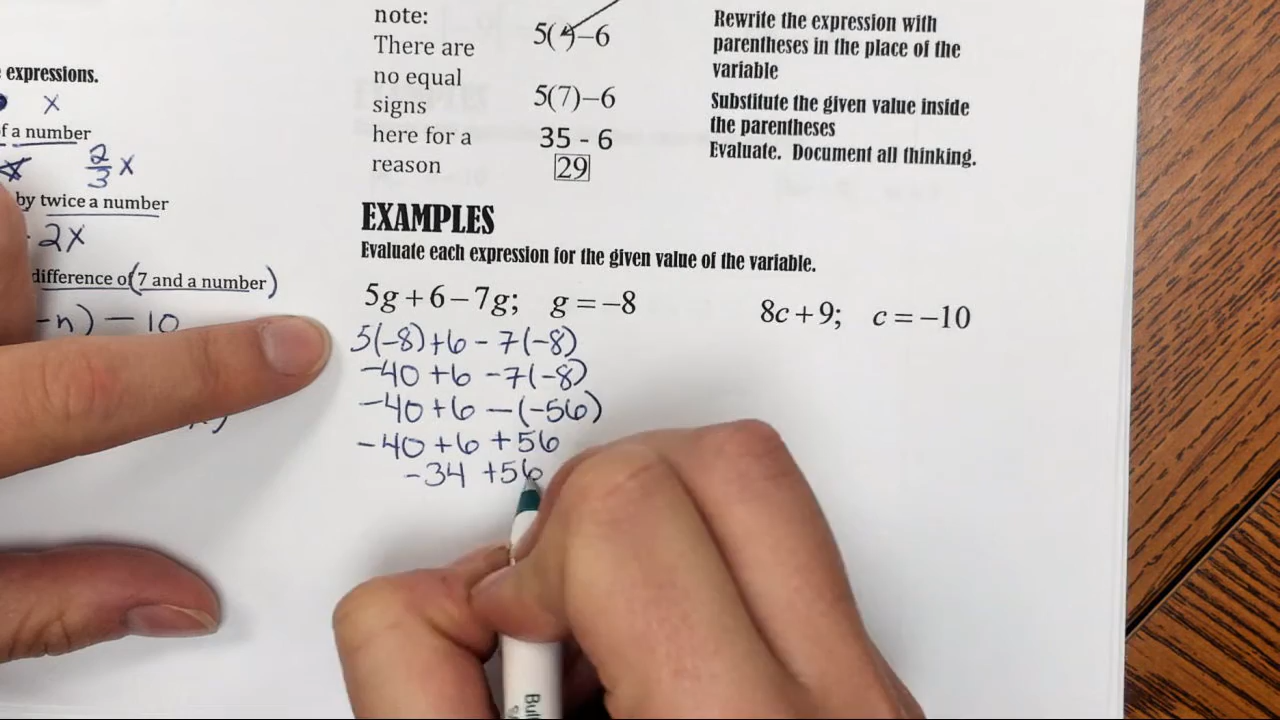 expressions.
x
f a number
x 2/3 x
by twice a number
- 2x
difference of (7 and a number)
-n) - 10
note:
There are
no equal
signs
here for a
reason
5( )-6
5(7)-6
35 - 6
29
Rewrite the expression with
parentheses in the place of the
variable
Substitute the given value inside
the parentheses
Evaluate. Document all thinking.
EXAMPLES
Evaluate each expression for the given value of the variable.
5g + 6 - 7g; g = -8
5(-8)+6 - 7(-8)
-40 +6 -7(-8)
-40 +6 -(-56)
-40 +6 +56
-34 +56
8c + 9; c = -10